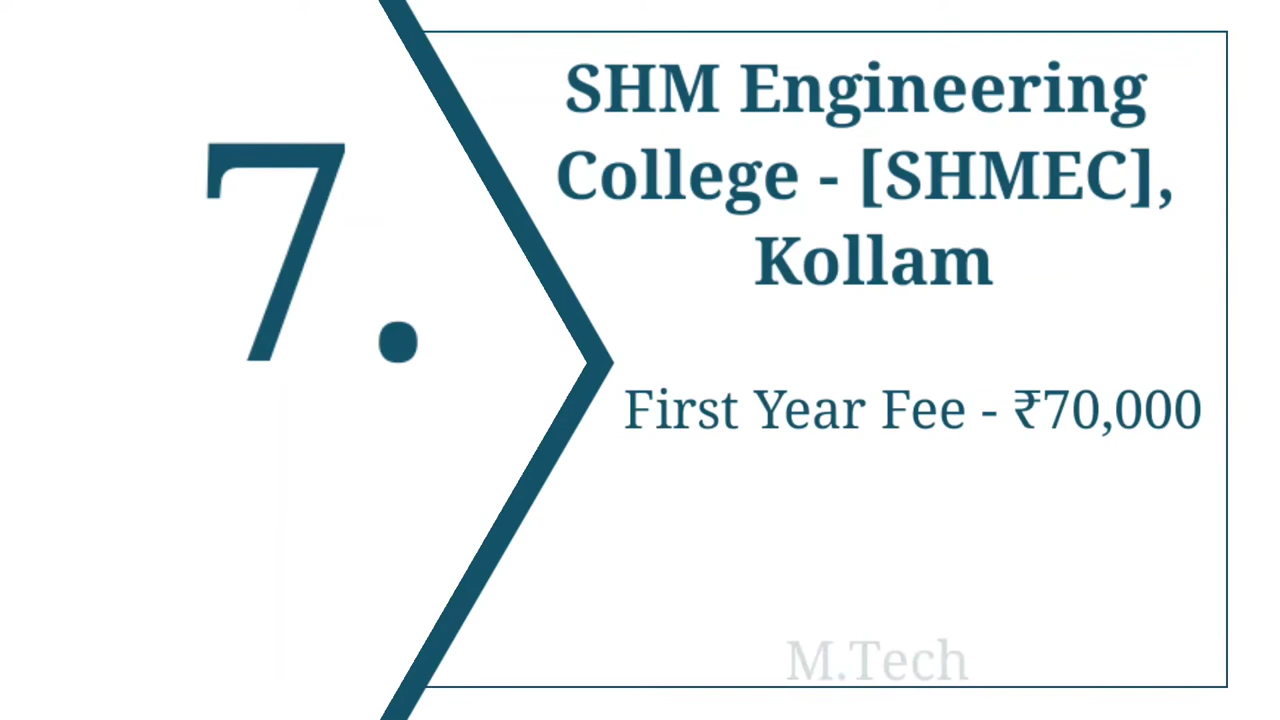 7.
SHM Engineering
College - [SHMEC],
Kollam
First Year Fee - ₹70,000
M.Tech